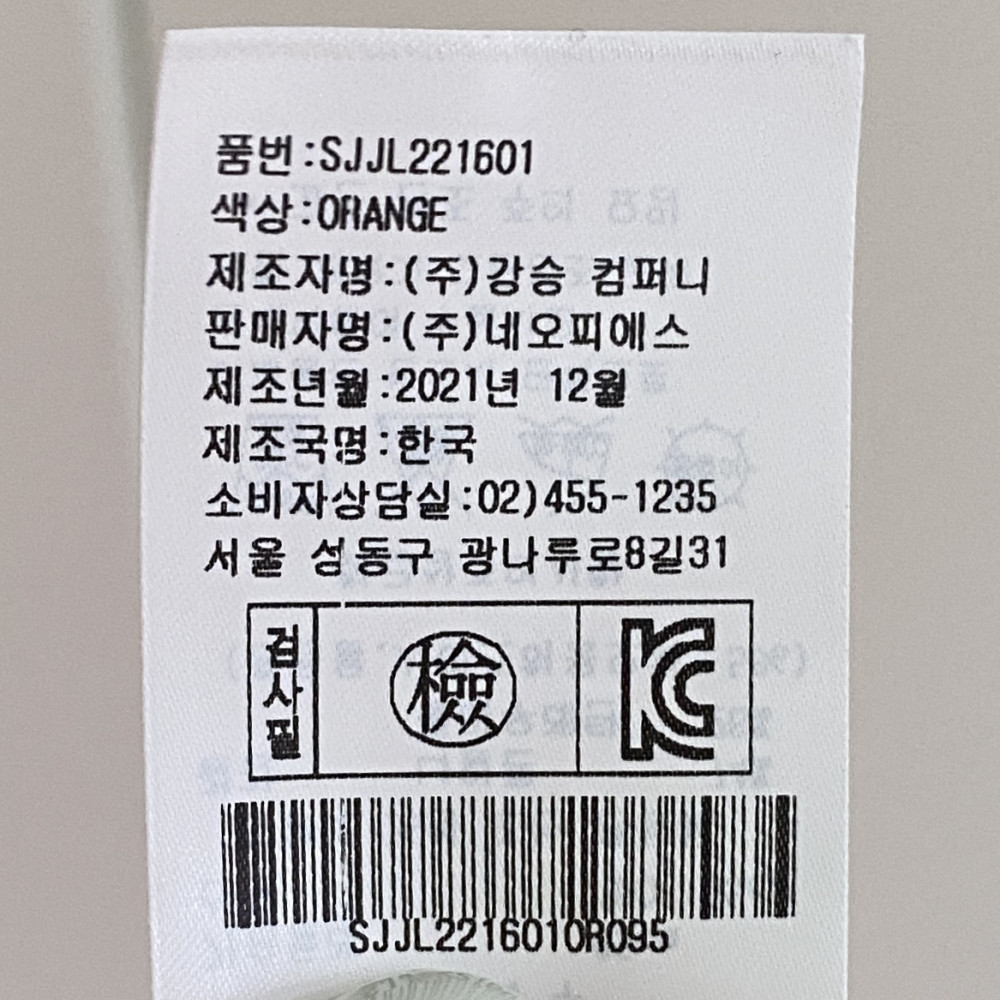 품번:SJJL221601
색상:ORANGE
제조자명:(주)강승 컴퍼니
판매자명:(주)네오피에스
제조년월:2021년 12월
제조국명:한국
소비자상담실:02)455-1235
서울 성동구 광나루로8길31
검사필 檢 KC
SJJL221601OR095